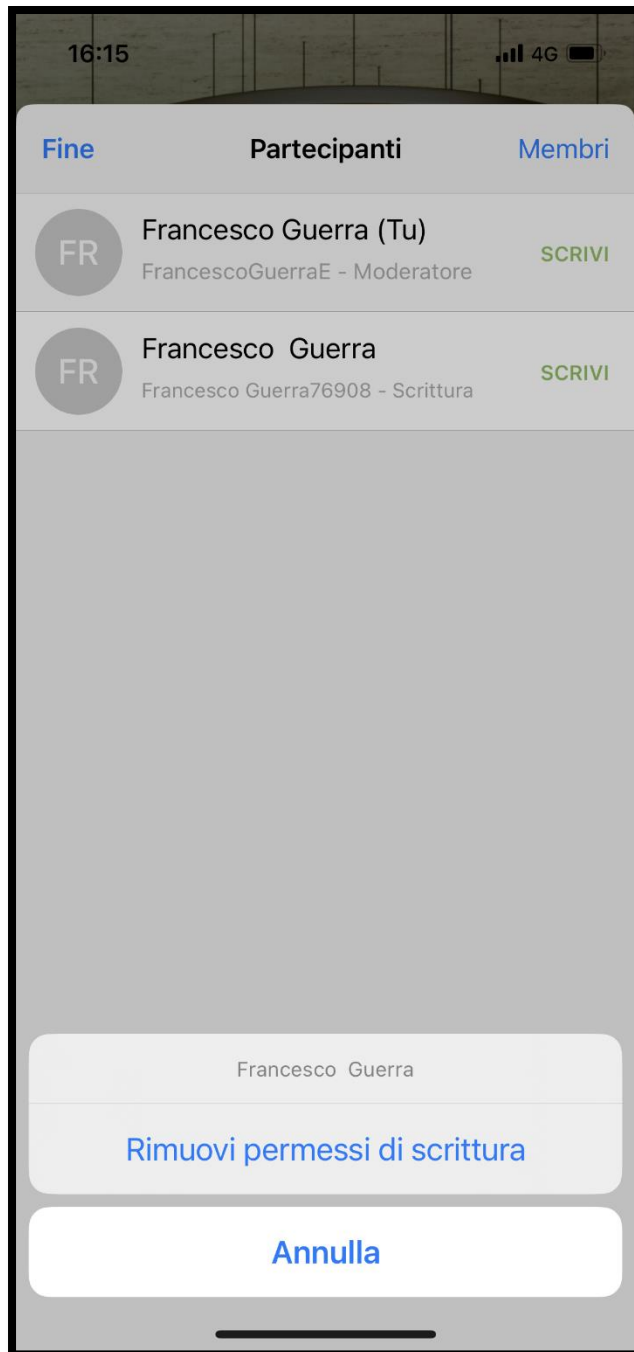 16:15 4G
Fine Partecipanti Membri
FR Francesco Guerra (Tu) SCRIVI
FrancescoGuerraE - Moderatore
FR Francesco  Guerra SCRIVI
Francesco Guerra76908 - Scrittura
Francesco  Guerra
Rimuovi permessi di scrittura
Annulla